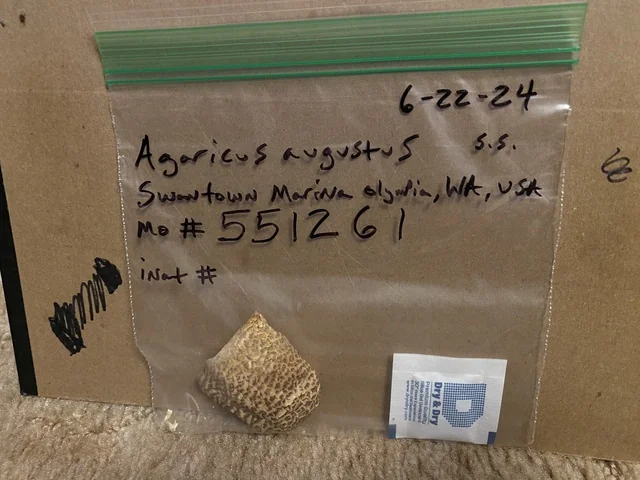 6-22-24
Agaricus augustus s.s.
Swantown Marina olympia, WA, USA
Mo # 551261
iNat #
Dry & Dry